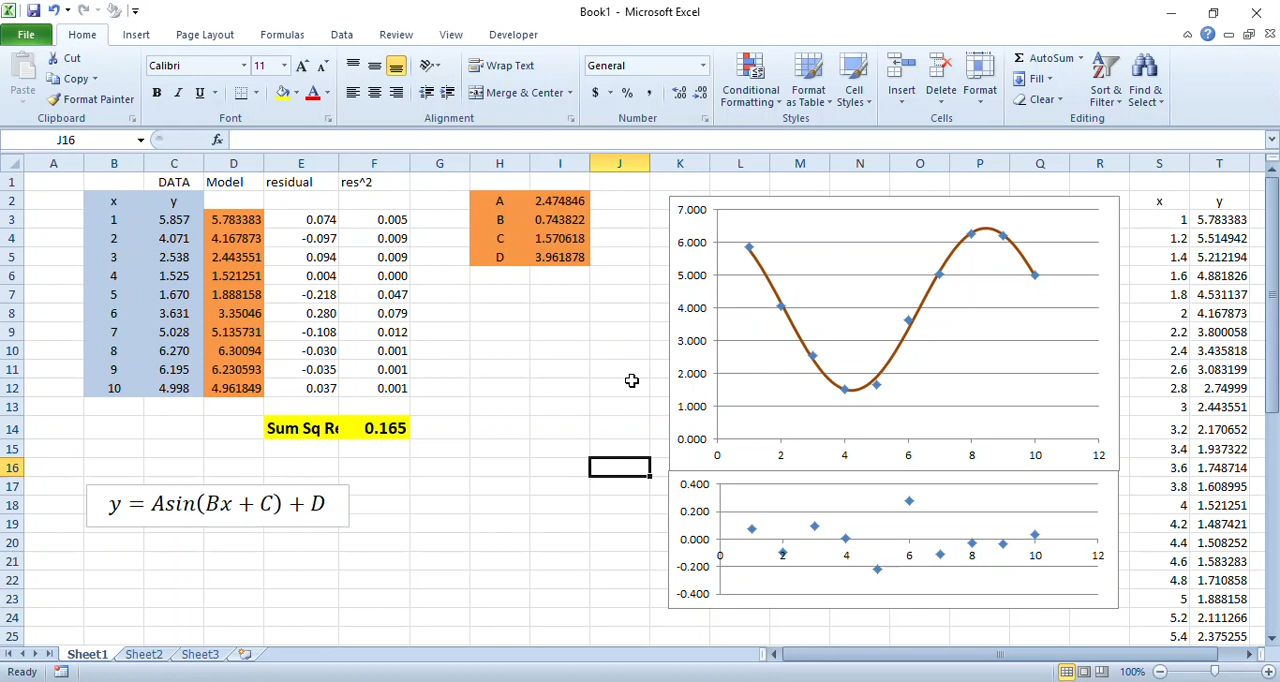 Book1 - Microsoft Excel
File Home Insert Page Layout Formulas Data Review View Developer
Paste Cut Copy Format Painter Clipboard
Calibri 11 B I U A Font
Wrap Text Merge & Center Alignment
General $ % , Number
Conditional Formatting Format as Table Cell Styles Styles
Insert Delete Format Cells
Σ AutoSum Fill Clear Sort & Filter Find & Select Editing
J16 fx
A B C D E F G H I J K L M N O P Q R S T
1 DATA Model residual res^2
2 x y A 2.474846 x y
3 1 5.857 5.783383 0.074 0.005 B 0.743822 1 5.783383
4 2 4.071 4.167873 -0.097 0.009 C 1.570618 1.2 5.514942
5 3 2.538 2.443551 0.094 0.009 D 3.961878 1.4 5.212194
6 4 1.525 1.521251 0.004 0.000 1.6 4.881826
7 5 1.670 1.888158 -0.218 0.047 1.8 4.531137
8 6 3.631 3.35046 0.280 0.079 2 4.167873
9 7 5.028 5.135731 -0.108 0.012 2.2 3.800058
10 8 6.270 6.30094 -0.030 0.001 2.4 3.435818
11 9 6.195 6.230593 -0.035 0.001 2.6 3.083199
12 10 4.998 4.961849 0.037 0.001 2.8 2.74999
13 3 2.443551
14 Sum Sq Re 0.165 3.2 2.170652
15 3.4 1.937322
16 3.6 1.748714
17 3.8 1.608995
18 y = Asin(Bx + C) + D 4 1.521251
19 4.2 1.487421
20 4.4 1.508252
21 4.6 1.583283
22 4.8 1.710858
23 5 1.888158
24 5.2 2.111266
25 5.4 2.375255
7.000
6.000
5.000
4.000
3.000
2.000
1.000
0.000
0 2 4 6 8 10 12
0.400
0.200
0.000
0 2 4 6 8 10 12
-0.200
-0.400
Sheet1 Sheet2 Sheet3
Ready 100%